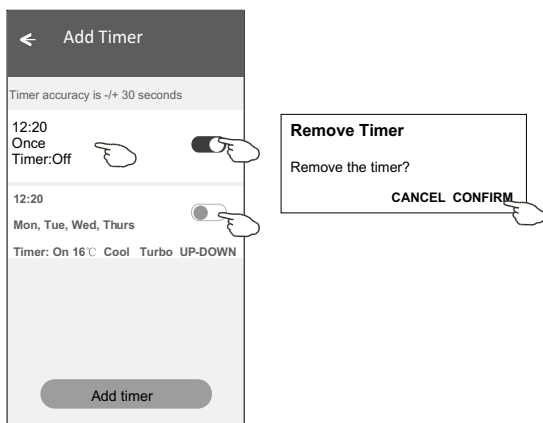 Add Timer
Timer accuracy is -/+ 30 seconds
12:20
Once
Timer:Off
12:20
Mon, Tue, Wed, Thurs
Timer: On 16℃ Cool Turbo UP-DOWN
Add timer
Remove Timer
Remove the timer?
CANCEL CONFIRM